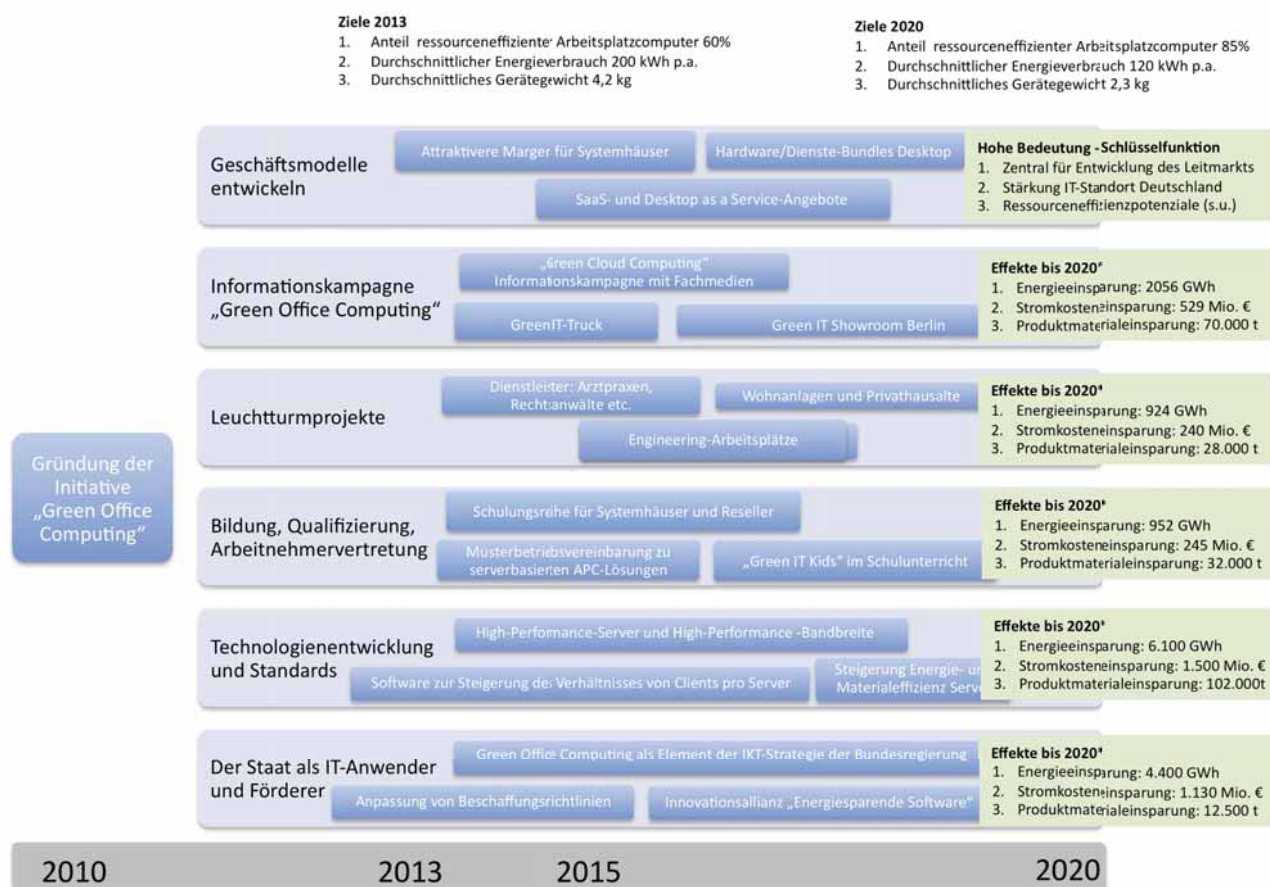 Ziele 2013
1. Anteil ressourceneffizienter Arbeitsplatzcomputer 60%
2. Durchschnittlicher Energieverbrauch 200 kWh p.a.
3. Durchschnittliches Gerätegewicht 4,2 kg
Ziele 2020
1. Anteil ressourceneffizienter Arbeitsplatzcomputer 85%
2. Durchschnittlicher Energieverbrauch 120 kWh p.a.
3. Durchschnittliches Gerätegewicht 2,3 kg
Gründung der
Initiative
„Green Office
Computing“
Geschäftsmodelle
entwickeln
Attraktivere Marger für Systemhäuser
Hardware/Dienste-Bundles Desktop
SaaS- und Desktop as a Service-Angebote
Hohe Bedeutung - Schlüsselfunktion
1. Zentral für Entwicklung des Leitmarkts
2. Stärkung IT-Standort Deutschland
3. Ressourceneffizienzpotenziale (s.u.)
Informationskampagne
„Green Office Computing“
„Green Cloud Computing“
Informationskampagne mit Fachmedien
GreenIT-Truck
Green IT Showroom Berlin
Effekte bis 2020*
1. Energieeinsparung: 2056 GWh
2. Stromkosteneinsparung: 529 Mio. €
3. Produktmaterialeinsparung: 70.000 t
Leuchtturmprojekte
Dienstleister: Arztpraxen,
Rechtsanwälte etc.
Wohnanlagen und Privathausalte
Engineering-Arbeitsplätze
Effekte bis 2020*
1. Energieeinsparung: 924 GWh
2. Stromkosteneinsparung: 240 Mio. €
3. Produktmaterialeinsparung: 28.000 t
Bildung, Qualifizierung,
Arbeitnehmervertretung
Schulungsreihe für Systemhäuser und Reseller
Musterbetriebsvereinbarung zu
serverbasierten APC-Lösungen
„Green IT Kids“ im Schulunterricht
Effekte bis 2020*
1. Energieeinsparung: 952 GWh
2. Stromkosteneinsparung: 245 Mio. €
3. Produktmaterialeinsparung: 32.000 t
Technologienentwicklung
und Standards
High-Performance-Server und High-Performance -Bandbreite
Software zur Steigerung des Verhältnisses von Clients pro Server
Steigerung Energie- un
Materialeffizienz Serve
Effekte bis 2020*
1. Energieeinsparung: 6.100 GWh
2. Stromkosteneinsparung: 1.500 Mio. €
3. Produktmaterialeinsparung: 102.000t
Der Staat als IT-Anwender
und Förderer
Green Office Computing als Element der IKT-Strategie der Bundesregierung
Anpassung von Beschaffungsrichtlinien
Innovationsallianz „Energiesparende Software“
Effekte bis 2020*
1. Energieeinsparung: 4.400 GWh
2. Stromkosteneinsparung: 1.130 Mio. €
3. Produktmaterialeinsparung: 12.500 t
2010
2013
2015
2020